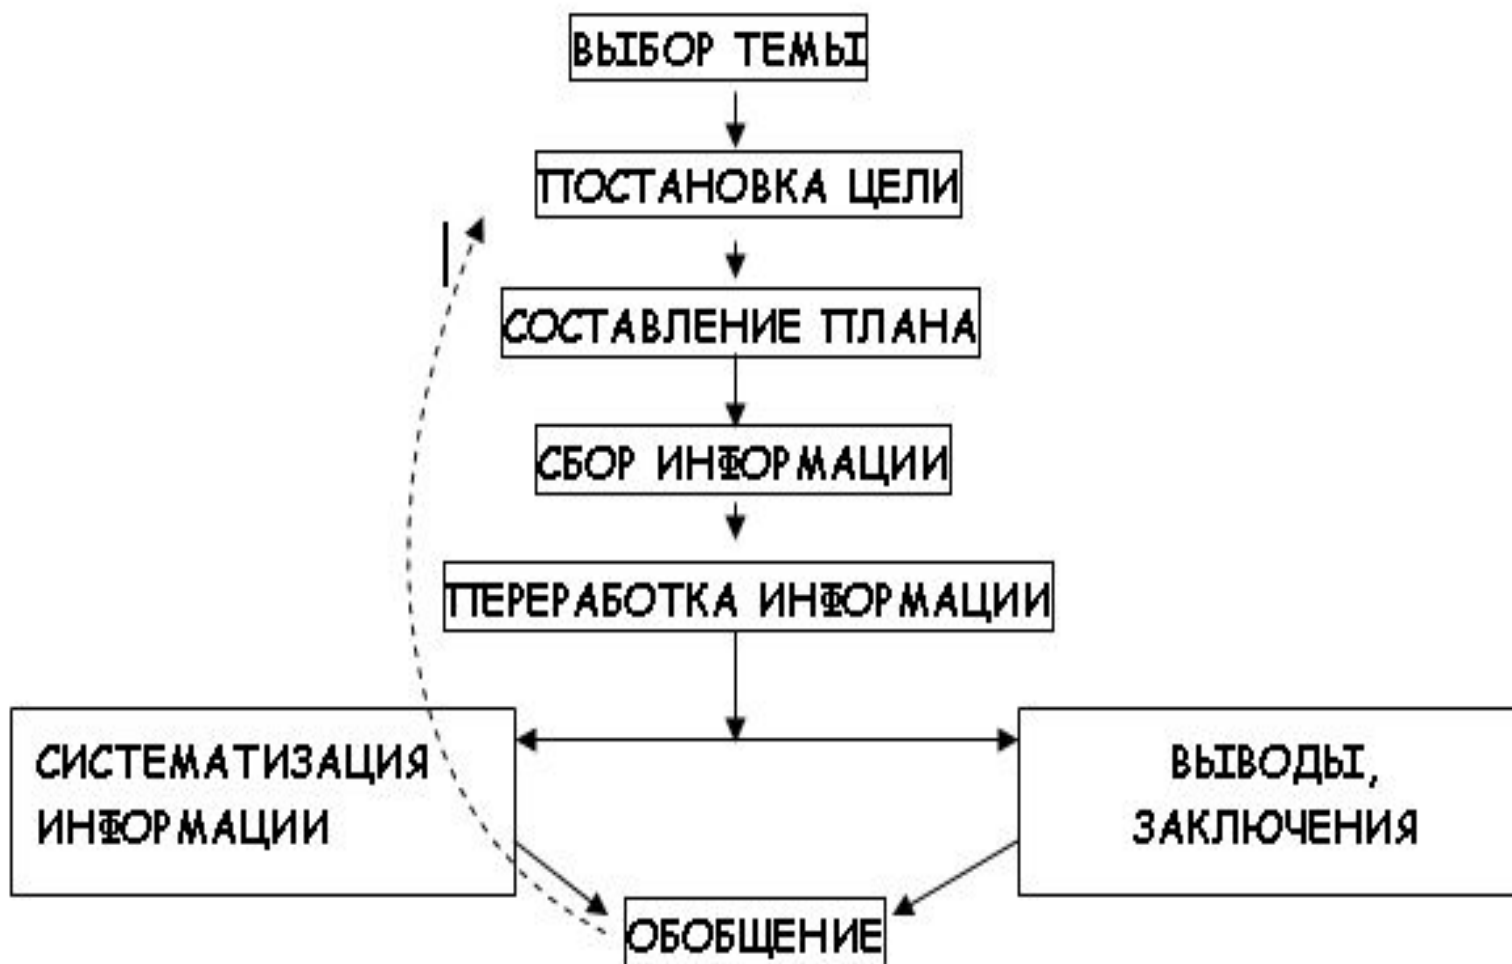 ВЫБОР ТЕМЫ
ПОСТАНОВКА ЦЕЛИ
СОСТАВЛЕНИЕ ПЛАНА
СБОР ИНФОРМАЦИИ
ПЕРЕРАБОТКА ИНФОРМАЦИИ
СИСТЕМАТИЗАЦИЯ
ИНФОРМАЦИИ
ВЫВОДЫ,
ЗАКЛЮЧЕНИЯ
ОБОБЩЕНИЕ